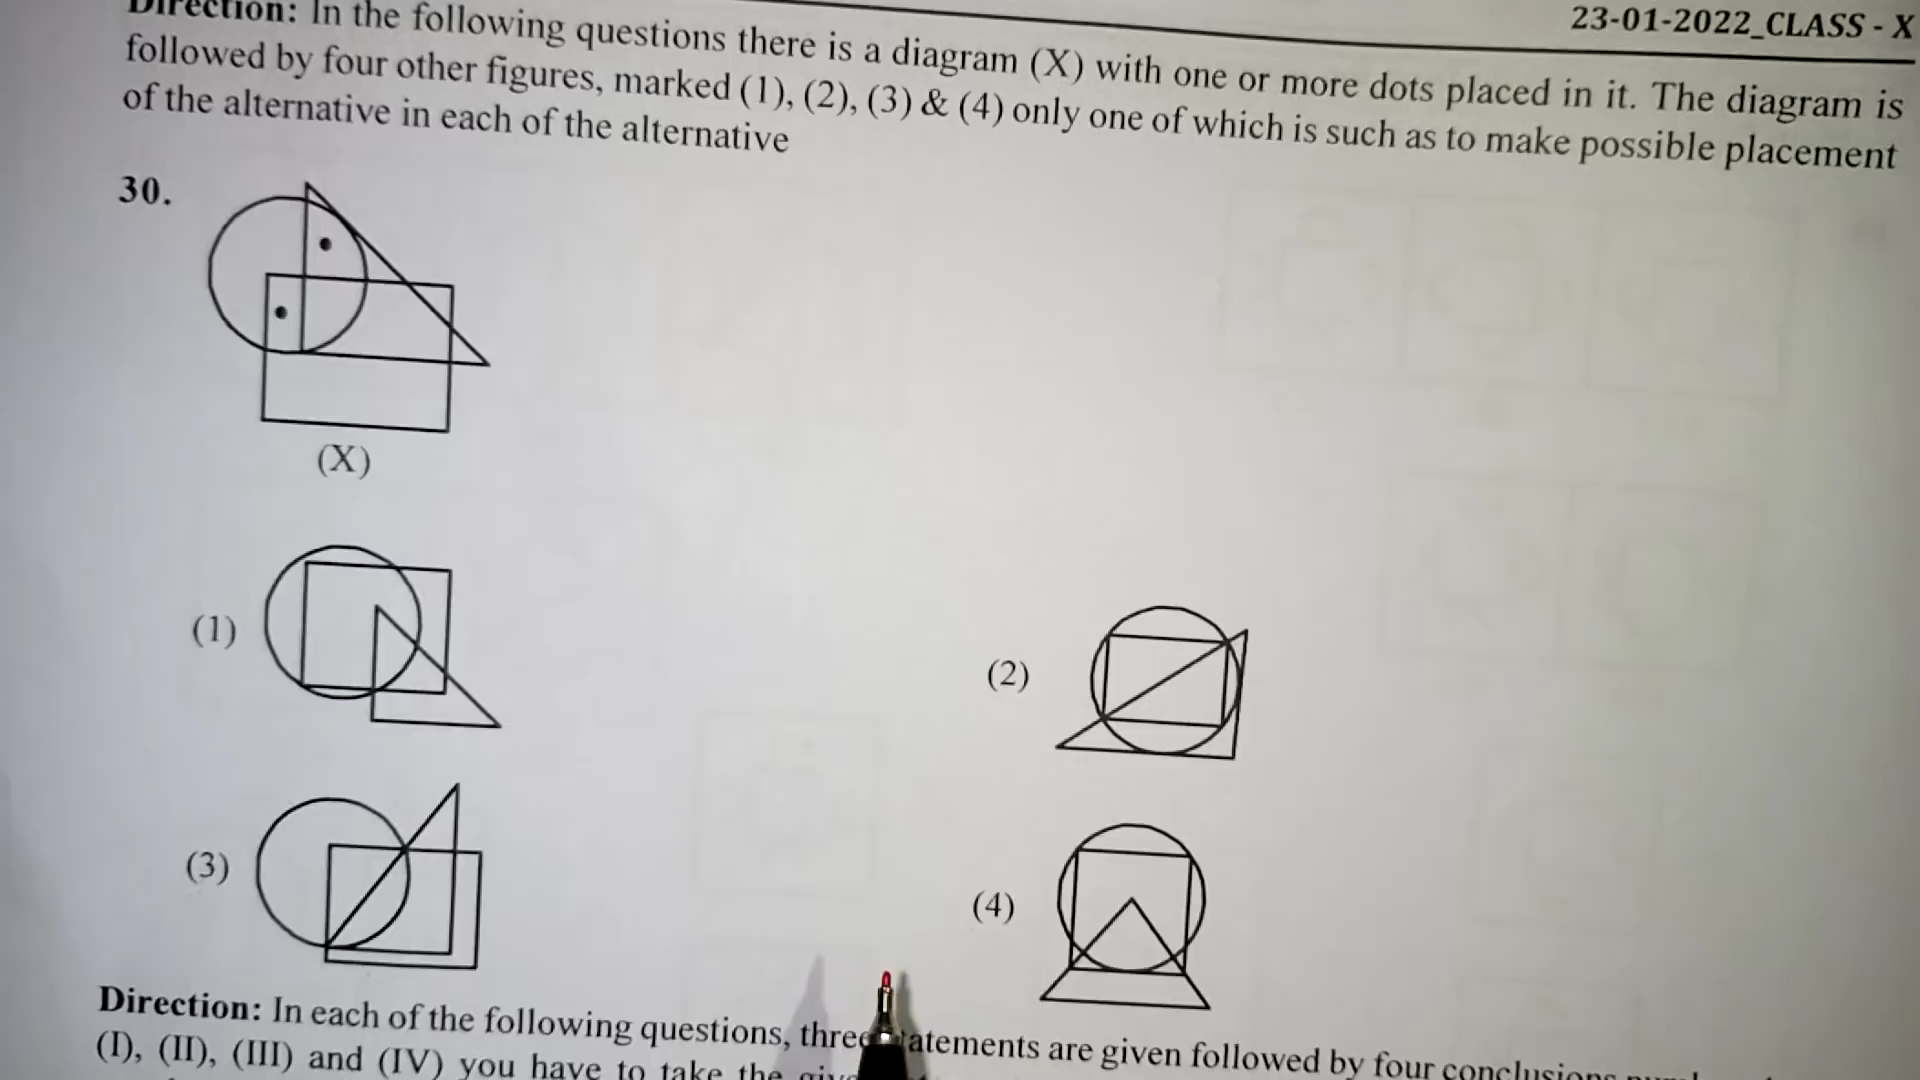 23-01-2022_CLASS - X
Direction: In the following questions there is a diagram (X) with one or more dots placed in it. The diagram is
followed by four other figures, marked (1), (2), (3) & (4) only one of which is such as to make possible placement
of the alternative in each of the alternative
30.
(X)
(1)
(2)
(3)
(4)
Direction: In each of the following questions, three statements are given followed by four conclusions
(I), (II), (III) and (IV) you have to take the